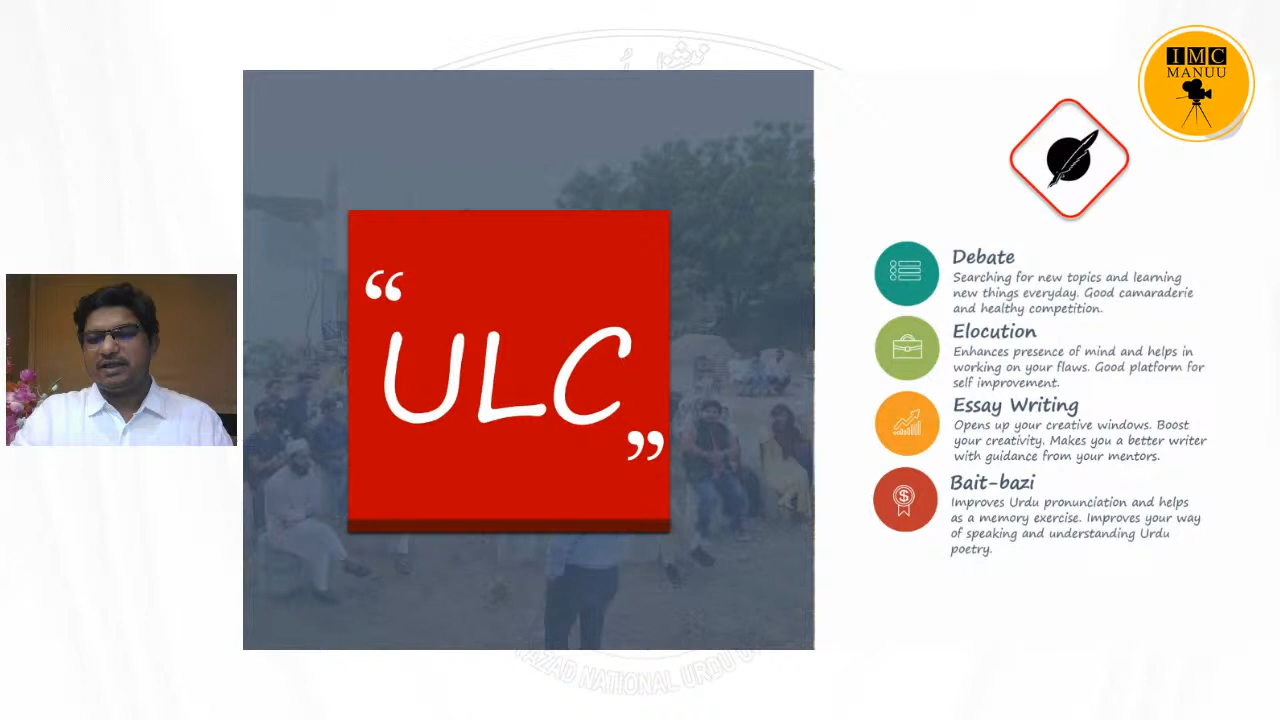 IMC
MANUU
“
ULC
”
Debate
Searching for new topics and learning
new things everyday. Good camaraderie
and healthy competition.
Elocution
Enhances presence of mind and helps in
working on your flaws. Good platform for
self improvement.
Essay Writing
Opens up your creative windows. Boost
your creativity. Makes you a better writer
with guidance from your mentors.
Bait-bazi
Improves Urdu pronunciation and helps
as a memory exercise. Improves your way
of speaking and understanding Urdu
poetry.
$
AZAD NATIONAL URDU